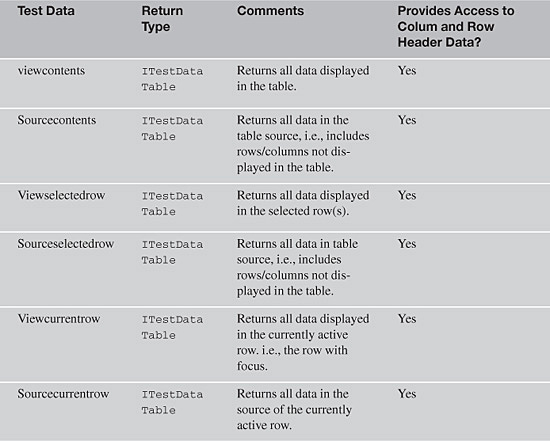 Test Data Return Type Comments Provides Access to Colum and Row Header Data?
viewcontents ITestData Returns all data displayed Yes
Table in the table.
Sourcecontents ITestData Returns all data in the Yes
Table table source, i.e., includes
rows/columns not dis-
played in the table.
Viewselectedrow ITestData Returns all data displayed Yes
Table in the selected row(s).
Sourceselectedrow ITestData Returns all data in table Yes
Table source, i.e., includes
rows/columns not dis-
played in the table.
Viewcurrentrow ITestData Returns all data displayed Yes
Table in the currently active
row. i.e., the row with
focus.
Sourcecurrentrow ITestData Returns all data in the Yes
Table source of the currently
active row.